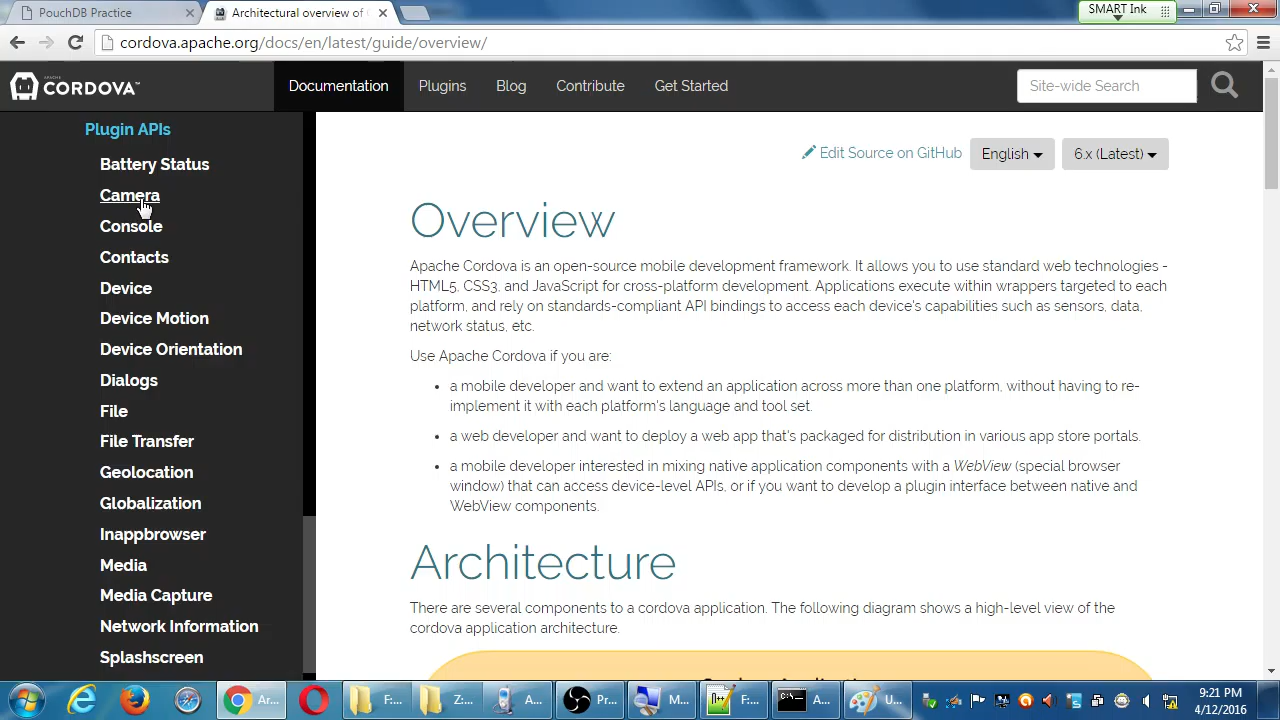 PouchDB Practice
Architectural overview of
SMART Ink
cordova.apache.org/docs/en/latest/guide/overview/
APACHE
CORDOVA™
Documentation
Plugins
Blog
Contribute
Get Started
Site-wide Search
Plugin APIs
Battery Status
Camera
Console
Contacts
Device
Device Motion
Device Orientation
Dialogs
File
File Transfer
Geolocation
Globalization
Inappbrowser
Media
Media Capture
Network Information
Splashscreen
Edit Source on GitHub
English
6.x (Latest)
Overview
Apache Cordova is an open-source mobile development framework. It allows you to use standard web technologies -
HTML5, CSS3, and JavaScript for cross-platform development. Applications execute within wrappers targeted to each
platform, and rely on standards-compliant API bindings to access each device's capabilities such as sensors, data,
network status, etc.
Use Apache Cordova if you are:
• a mobile developer and want to extend an application across more than one platform, without having to re-
implement it with each platform's language and tool set.
• a web developer and want to deploy a web app that's packaged for distribution in various app store portals.
• a mobile developer interested in mixing native application components with a WebView (special browser
window) that can access device-level APIs, or if you want to develop a plugin interface between native and
WebView components.
Architecture
There are several components to a cordova application. The following diagram shows a high-level view of the
cordova application architecture.
Ar...
F:...
Z:...
A...
Pr...
M...
F:...
A...
U...
9:21 PM
4/12/2016